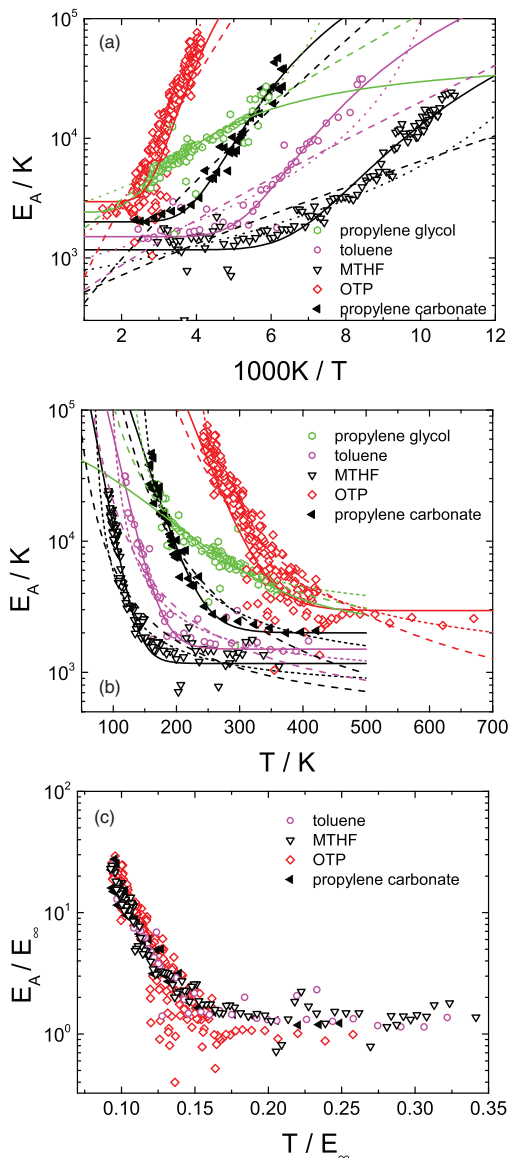 (a)
10^5
10^4
10^3
E_A / K
propylene glycol
toluene
MTHF
OTP
propylene carbonate
2 4 6 8 10 12
1000K / T
10^5
10^4
10^3
E_A / K
propylene glycol
toluene
MTHF
OTP
propylene carbonate
(b)
100 200 300 400 500 600 700
T / K
(c)
10^2
10^1
10^0
E_A / E_∞
toluene
MTHF
OTP
propylene carbonate
0.10 0.15 0.20 0.25 0.30 0.35
T / E_∞